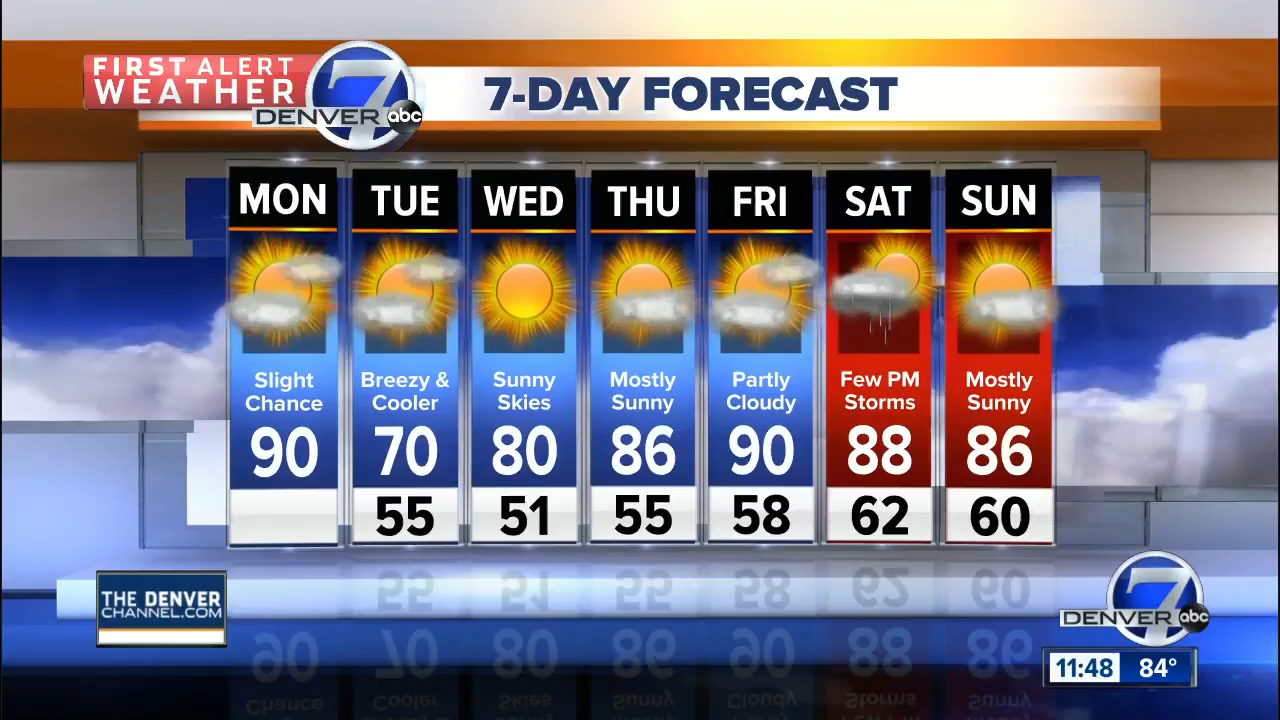 FIRST ALERT
WEATHER
7
DENVER abc
7-DAY FORECAST
MON TUE WED THU FRI SAT SUN
Slight Chance Breezy & Cooler Sunny Skies Mostly Sunny Partly Cloudy Few PM Storms Mostly Sunny
90 70 80 86 90 88 86
55 51 55 58 62 60
THE DENVER
CHANNEL.COM
7
DENVER abc
11:48 84°